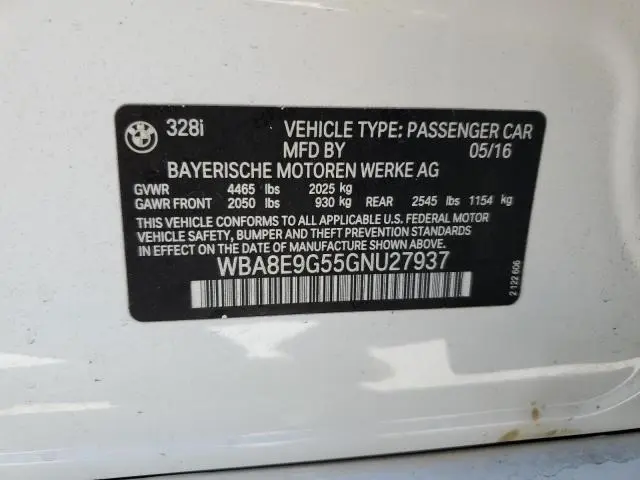 BMW 328i VEHICLE TYPE: PASSENGER CAR
MFD BY 05/16
BAYERISCHE MOTOREN WERKE AG
GVWR 4465 lbs 2025 kg
GAWR FRONT 2050 lbs 930 kg REAR 2545 lbs 1154 kg
THIS VEHICLE CONFORMS TO ALL APPLICABLE U.S. FEDERAL MOTOR
VEHICLE SAFETY, BUMPER AND THEFT PREVENTION STANDARDS
IN EFFECT ON THE DATE OF MANUFACTURE SHOWN ABOVE.
WBA8E9G55GNU27937
2 122 606